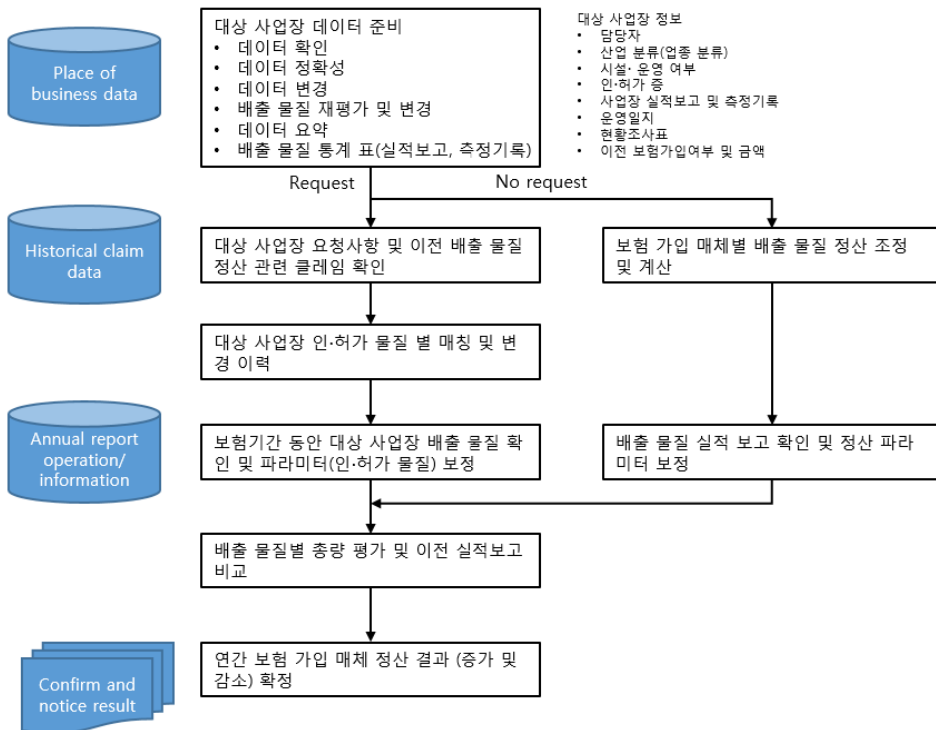 Place of
business data
대상 사업장 데이터 준비
• 데이터 확인
• 데이터 정확성
• 데이터 변경
• 배출 물질 재평가 및 변경
• 데이터 요약
• 배출 물질 통계 표(실적보고, 측정기록)
대상 사업장 정보
• 담당자
• 산업 분류(업종 분류)
• 시설· 운영 여부
• 인·허가 증
• 사업장 실적보고 및 측정기록
• 운영일지
• 현황조사표
• 이전 보험가입여부 및 금액
Request
No request
Historical claim
data
대상 사업장 요청사항 및 이전 배출 물질
정산 관련 클레임 확인
보험 가입 매체별 배출 물질 정산 조정
및 계산
대상 사업장 인·허가 물질 별 매칭 및 변
경 이력
Annual report
operation/
information
보험기간 동안 대상 사업장 배출 물질 확
인 및 파라미터(인·허가 물질) 보정
배출 물질 실적 보고 확인 및 정산 파라
미터 보정
배출 물질별 총량 평가 및 이전 실적보고
비교
Confirm and
notice result
연간 보험 가입 매체 정산 결과 (증가 및
감소) 확정